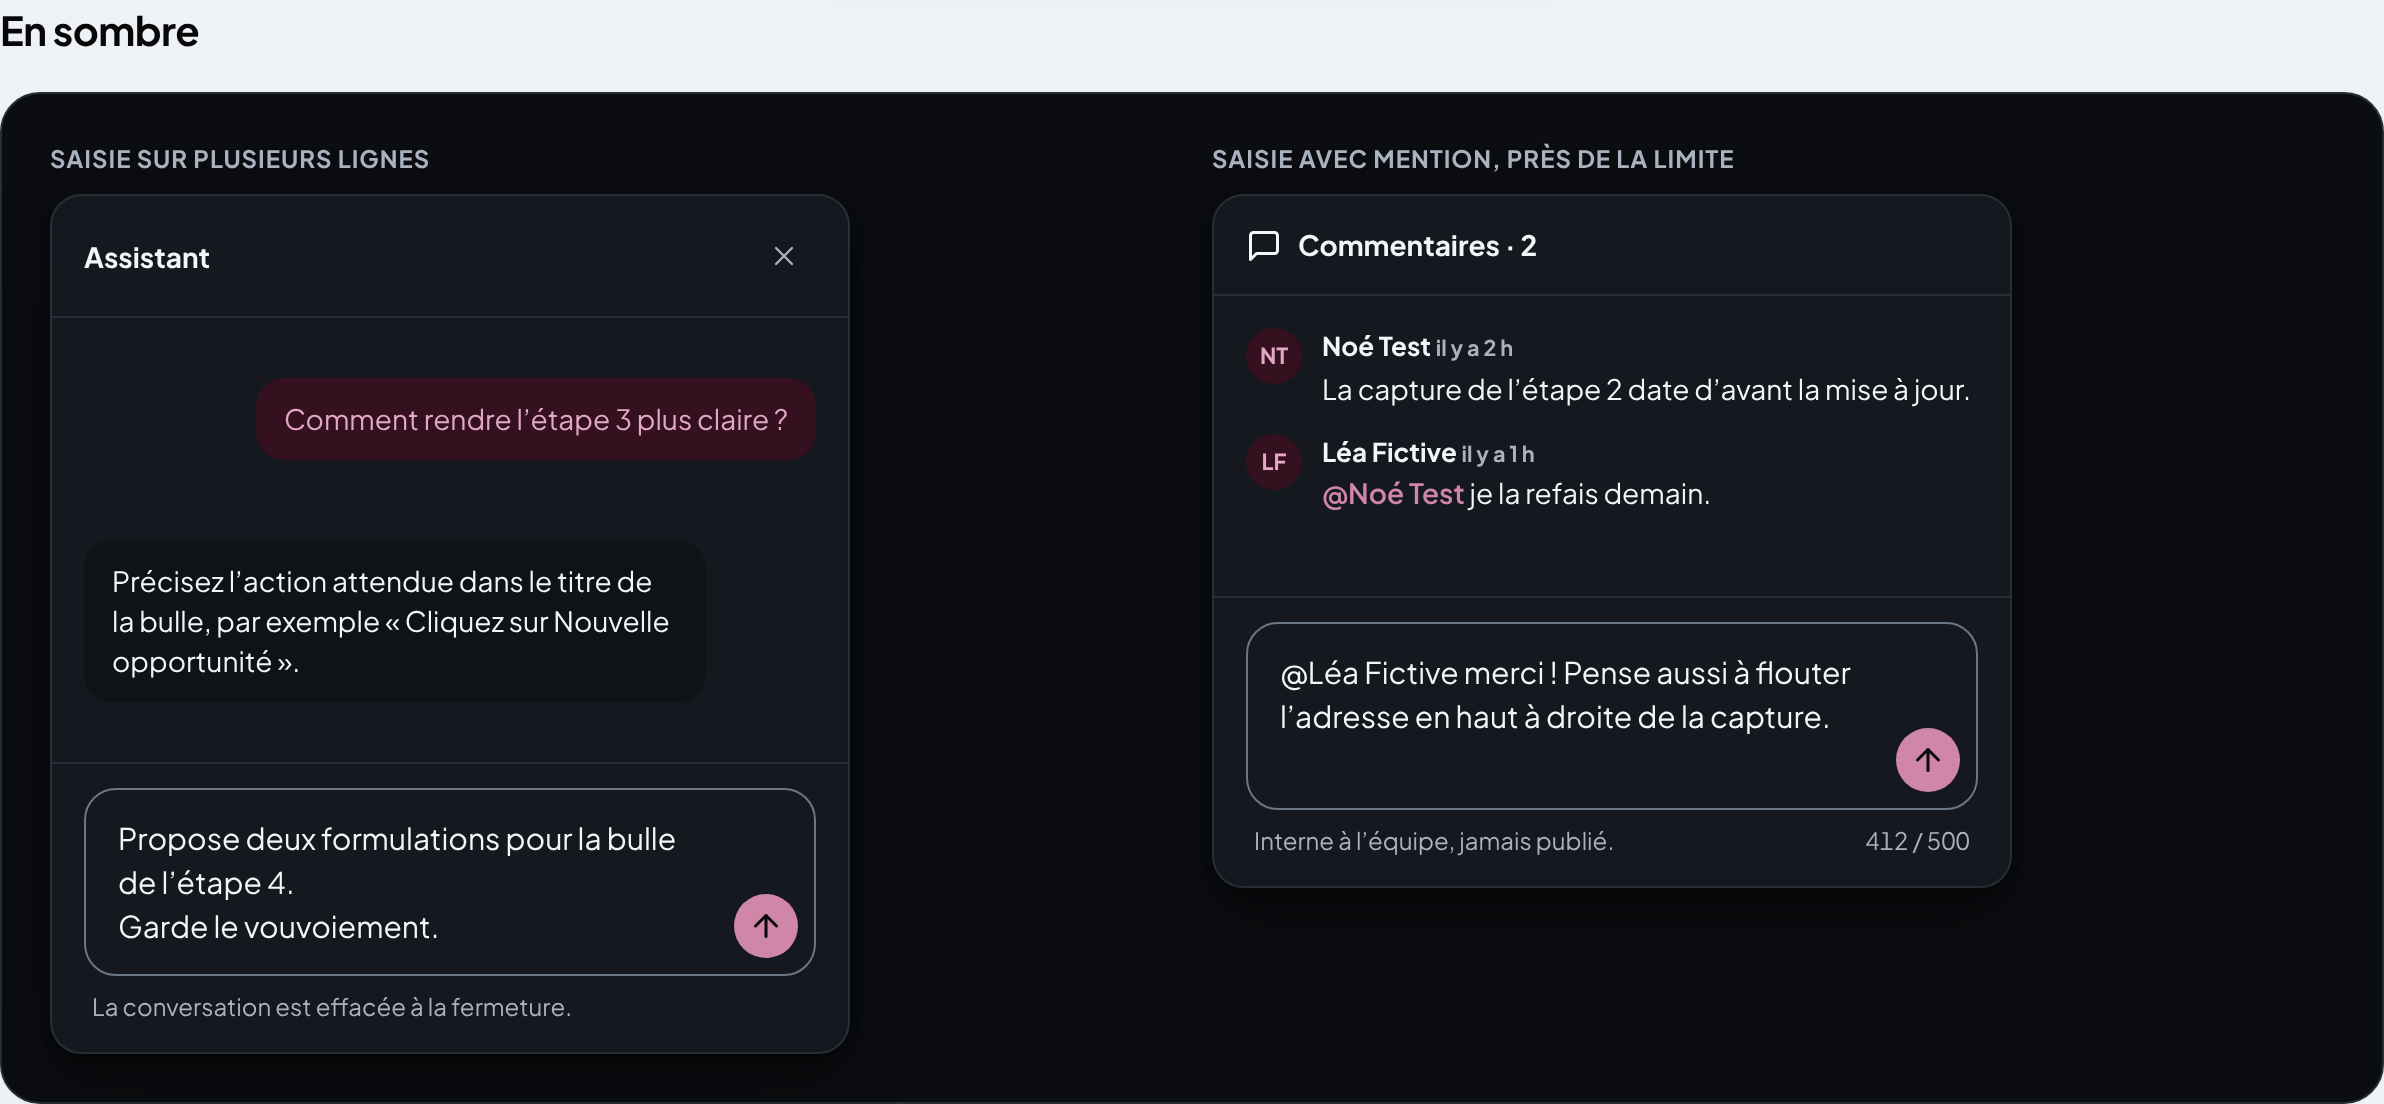 En sombre
SAISIE SUR PLUSIEURS LIGNES
Assistant
Comment rendre l’étape 3 plus claire ?
Précisez l’action attendue dans le titre de
la bulle, par exemple « Cliquez sur Nouvelle
opportunité ».
Propose deux formulations pour la bulle
de l’étape 4.
Garde le vouvoiement.
La conversation est effacée à la fermeture.
SAISIE AVEC MENTION, PRÈS DE LA LIMITE
Commentaires · 2
NT
Noé Test il y a 2 h
La capture de l’étape 2 date d’avant la mise à jour.
LF
Léa Fictive il y a 1 h
@Noé Test je la refais demain.
@Léa Fictive merci ! Pense aussi à flouter
l’adresse en haut à droite de la capture.
Interne à l’équipe, jamais publié.
412 / 500